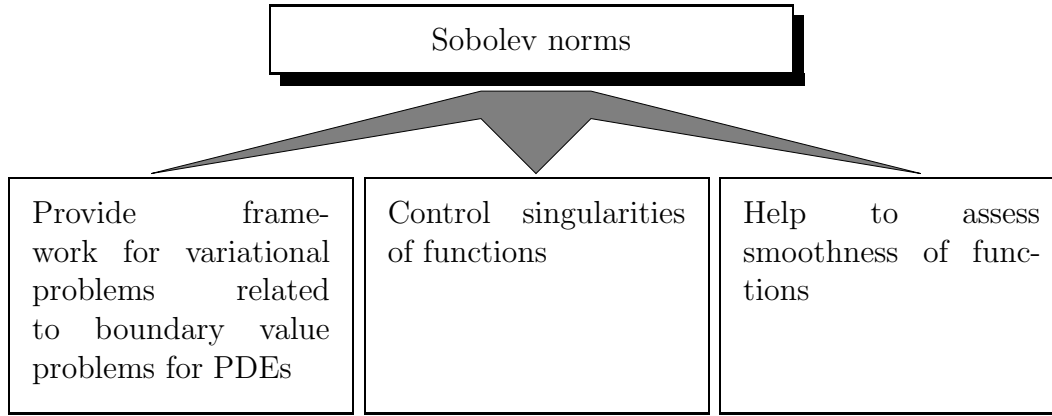 Sobolev norms
Provide frame-
work for variational
problems related
to boundary value
problems for PDEs
Control singularities
of functions
Help to assess
smoothness of func-
tions